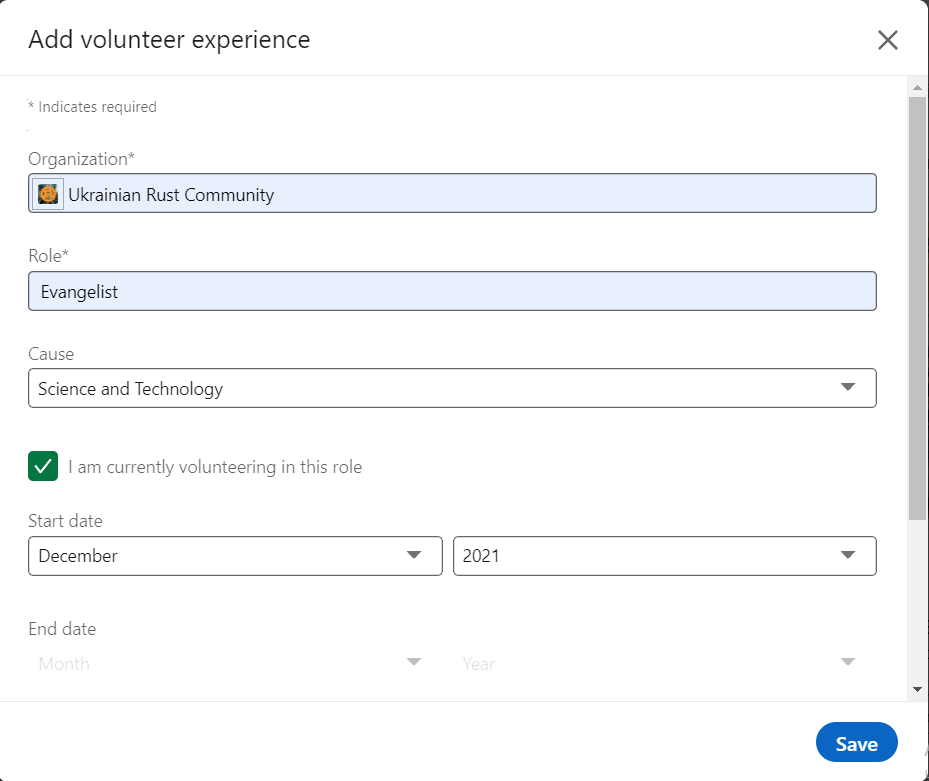 Add volunteer experience
* Indicates required
Organization*
Ukrainian Rust Community
Role*
Evangelist
Cause
Science and Technology
I am currently volunteering in this role
Start date
December 2021
End date
Month Year
Save